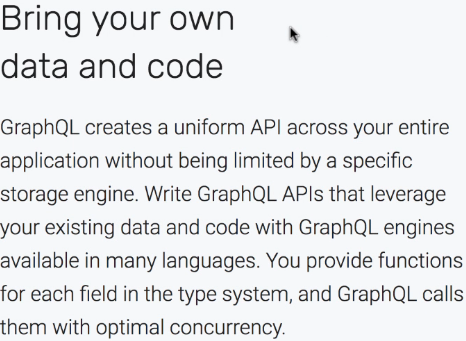 Bring your own
data and code
GraphQL creates a uniform API across your entire
application without being limited by a specific
storage engine. Write GraphQL APIs that leverage
your existing data and code with GraphQL engines
available in many languages. You provide functions
for each field in the type system, and GraphQL calls
them with optimal concurrency.